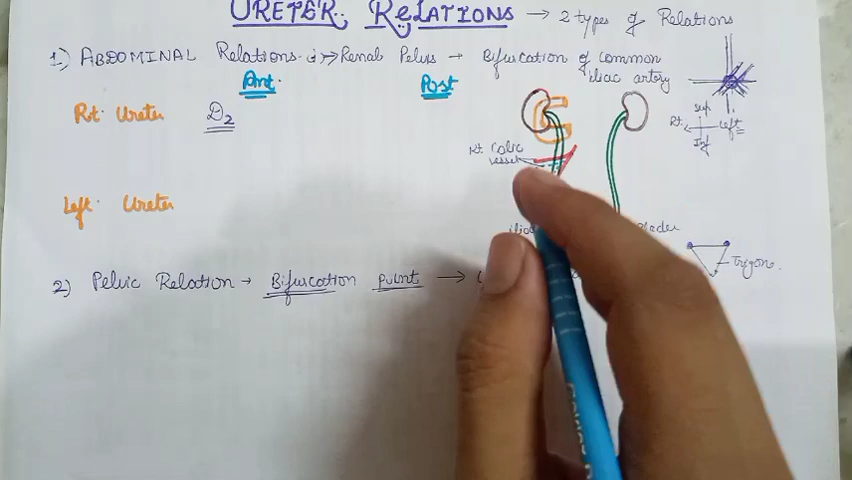 URETER RELATIONS → 2 types of Relations
1) ABDOMINAL Relations → Renal Pelvis → Bifurcation of common
iliac artery
Ant. Post
Rt. Ureter D2
Rt. Colic
vessel
Sup.
Rt. Left
Inf
Left Ureter
2) Pelvic Relation → Bifurcation point →
Trigon